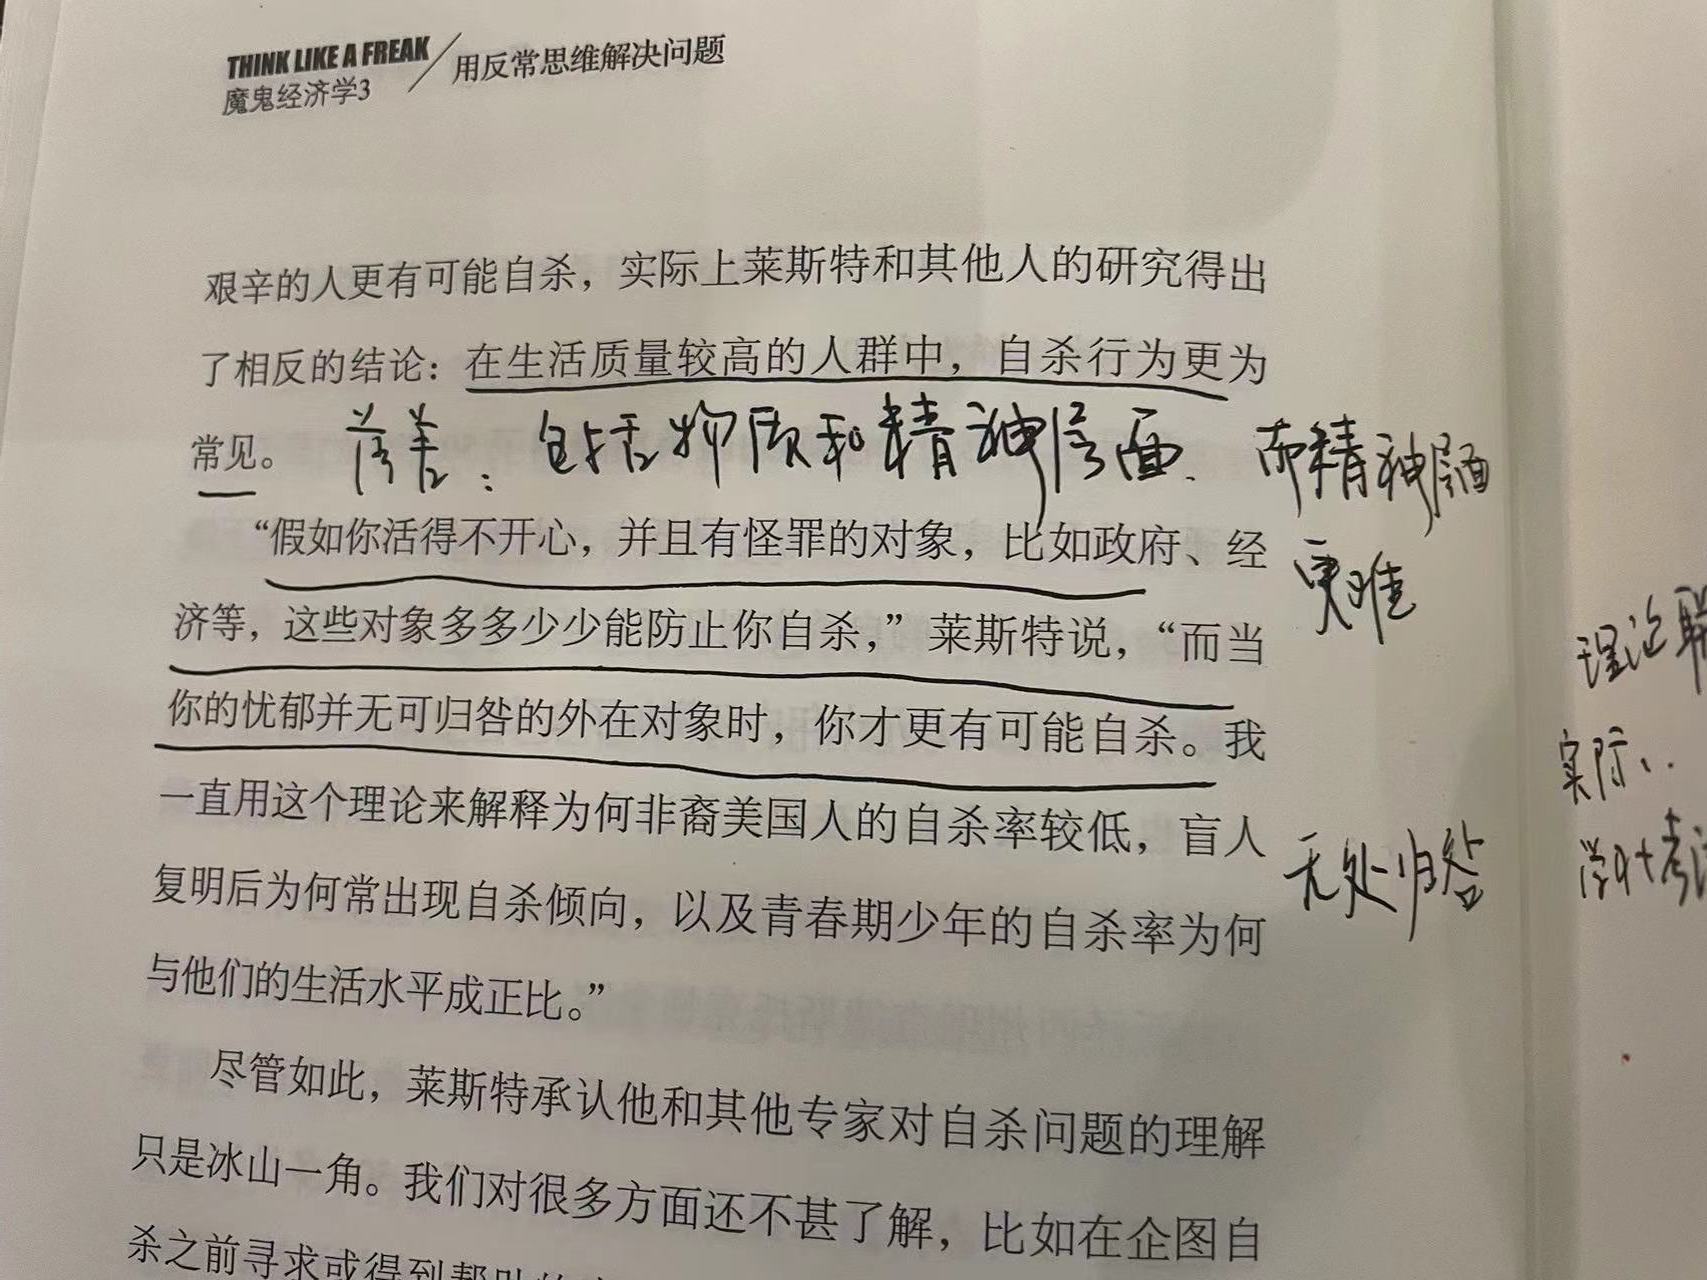 THINK LIKE A FREAK
魔鬼经济学3
用反常思维解决问题
艰辛的人更有可能自杀，实际上莱斯特和其他人的研究得出
了相反的结论：在生活质量较高的人群中，自杀行为更为
常见。
落差：包括物质和精神层面. 而精神层面
更难
“假如你活得不开心，并且有怪罪的对象，比如政府、经
济等，这些对象多多少少能防止你自杀，”莱斯特说，“而当
你的忧郁并无可归咎的外在对象时，你才更有可能自杀。我
一直用这个理论来解释为何非裔美国人的自杀率较低，盲人
复明后为何常出现自杀倾向，以及青春期少年的自杀率为何
与他们的生活水平成正比。”
无处归咎
尽管如此，莱斯特承认他和其他专家对自杀问题的理解
只是冰山一角。我们对很多方面还不甚了解，比如在企图自
杀之前寻求或得到帮助的
理论联
实际、